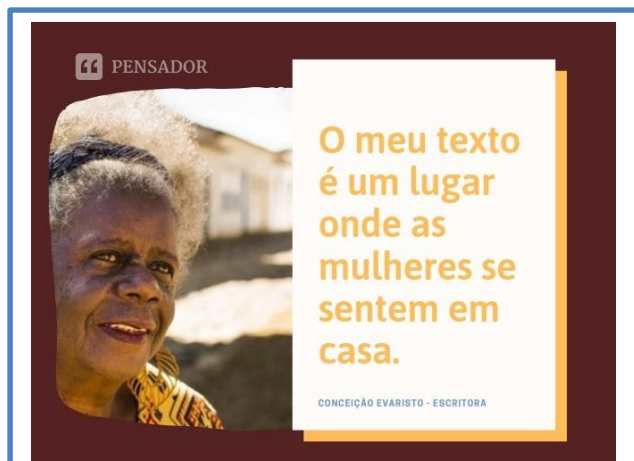 PENSADOR
O meu texto
é um lugar
onde as
mulheres se
sentem em
casa.
CONCEIÇÃO EVARISTO - ESCRITORA